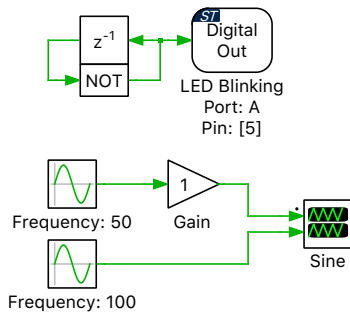 z-1
NOT
ST
Digital
Out
LED Blinking
Port: A
Pin: [5]
1
Frequency: 50
Gain
Sine
Frequency: 100